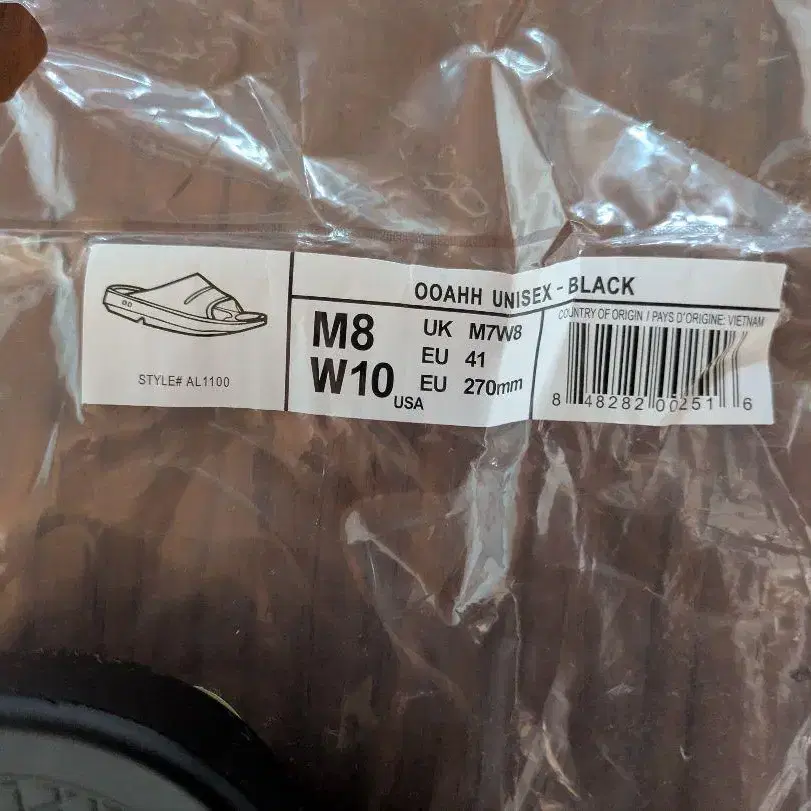 OOAHH UNISEX - BLACK
STYLE# AL1100
M8
W10
USA
UK M7W8
EU 41
EU 270mm
COUNTRY OF ORIGIN / PAYS D'ORIGINE: VIETNAM
8 48282 00251 6